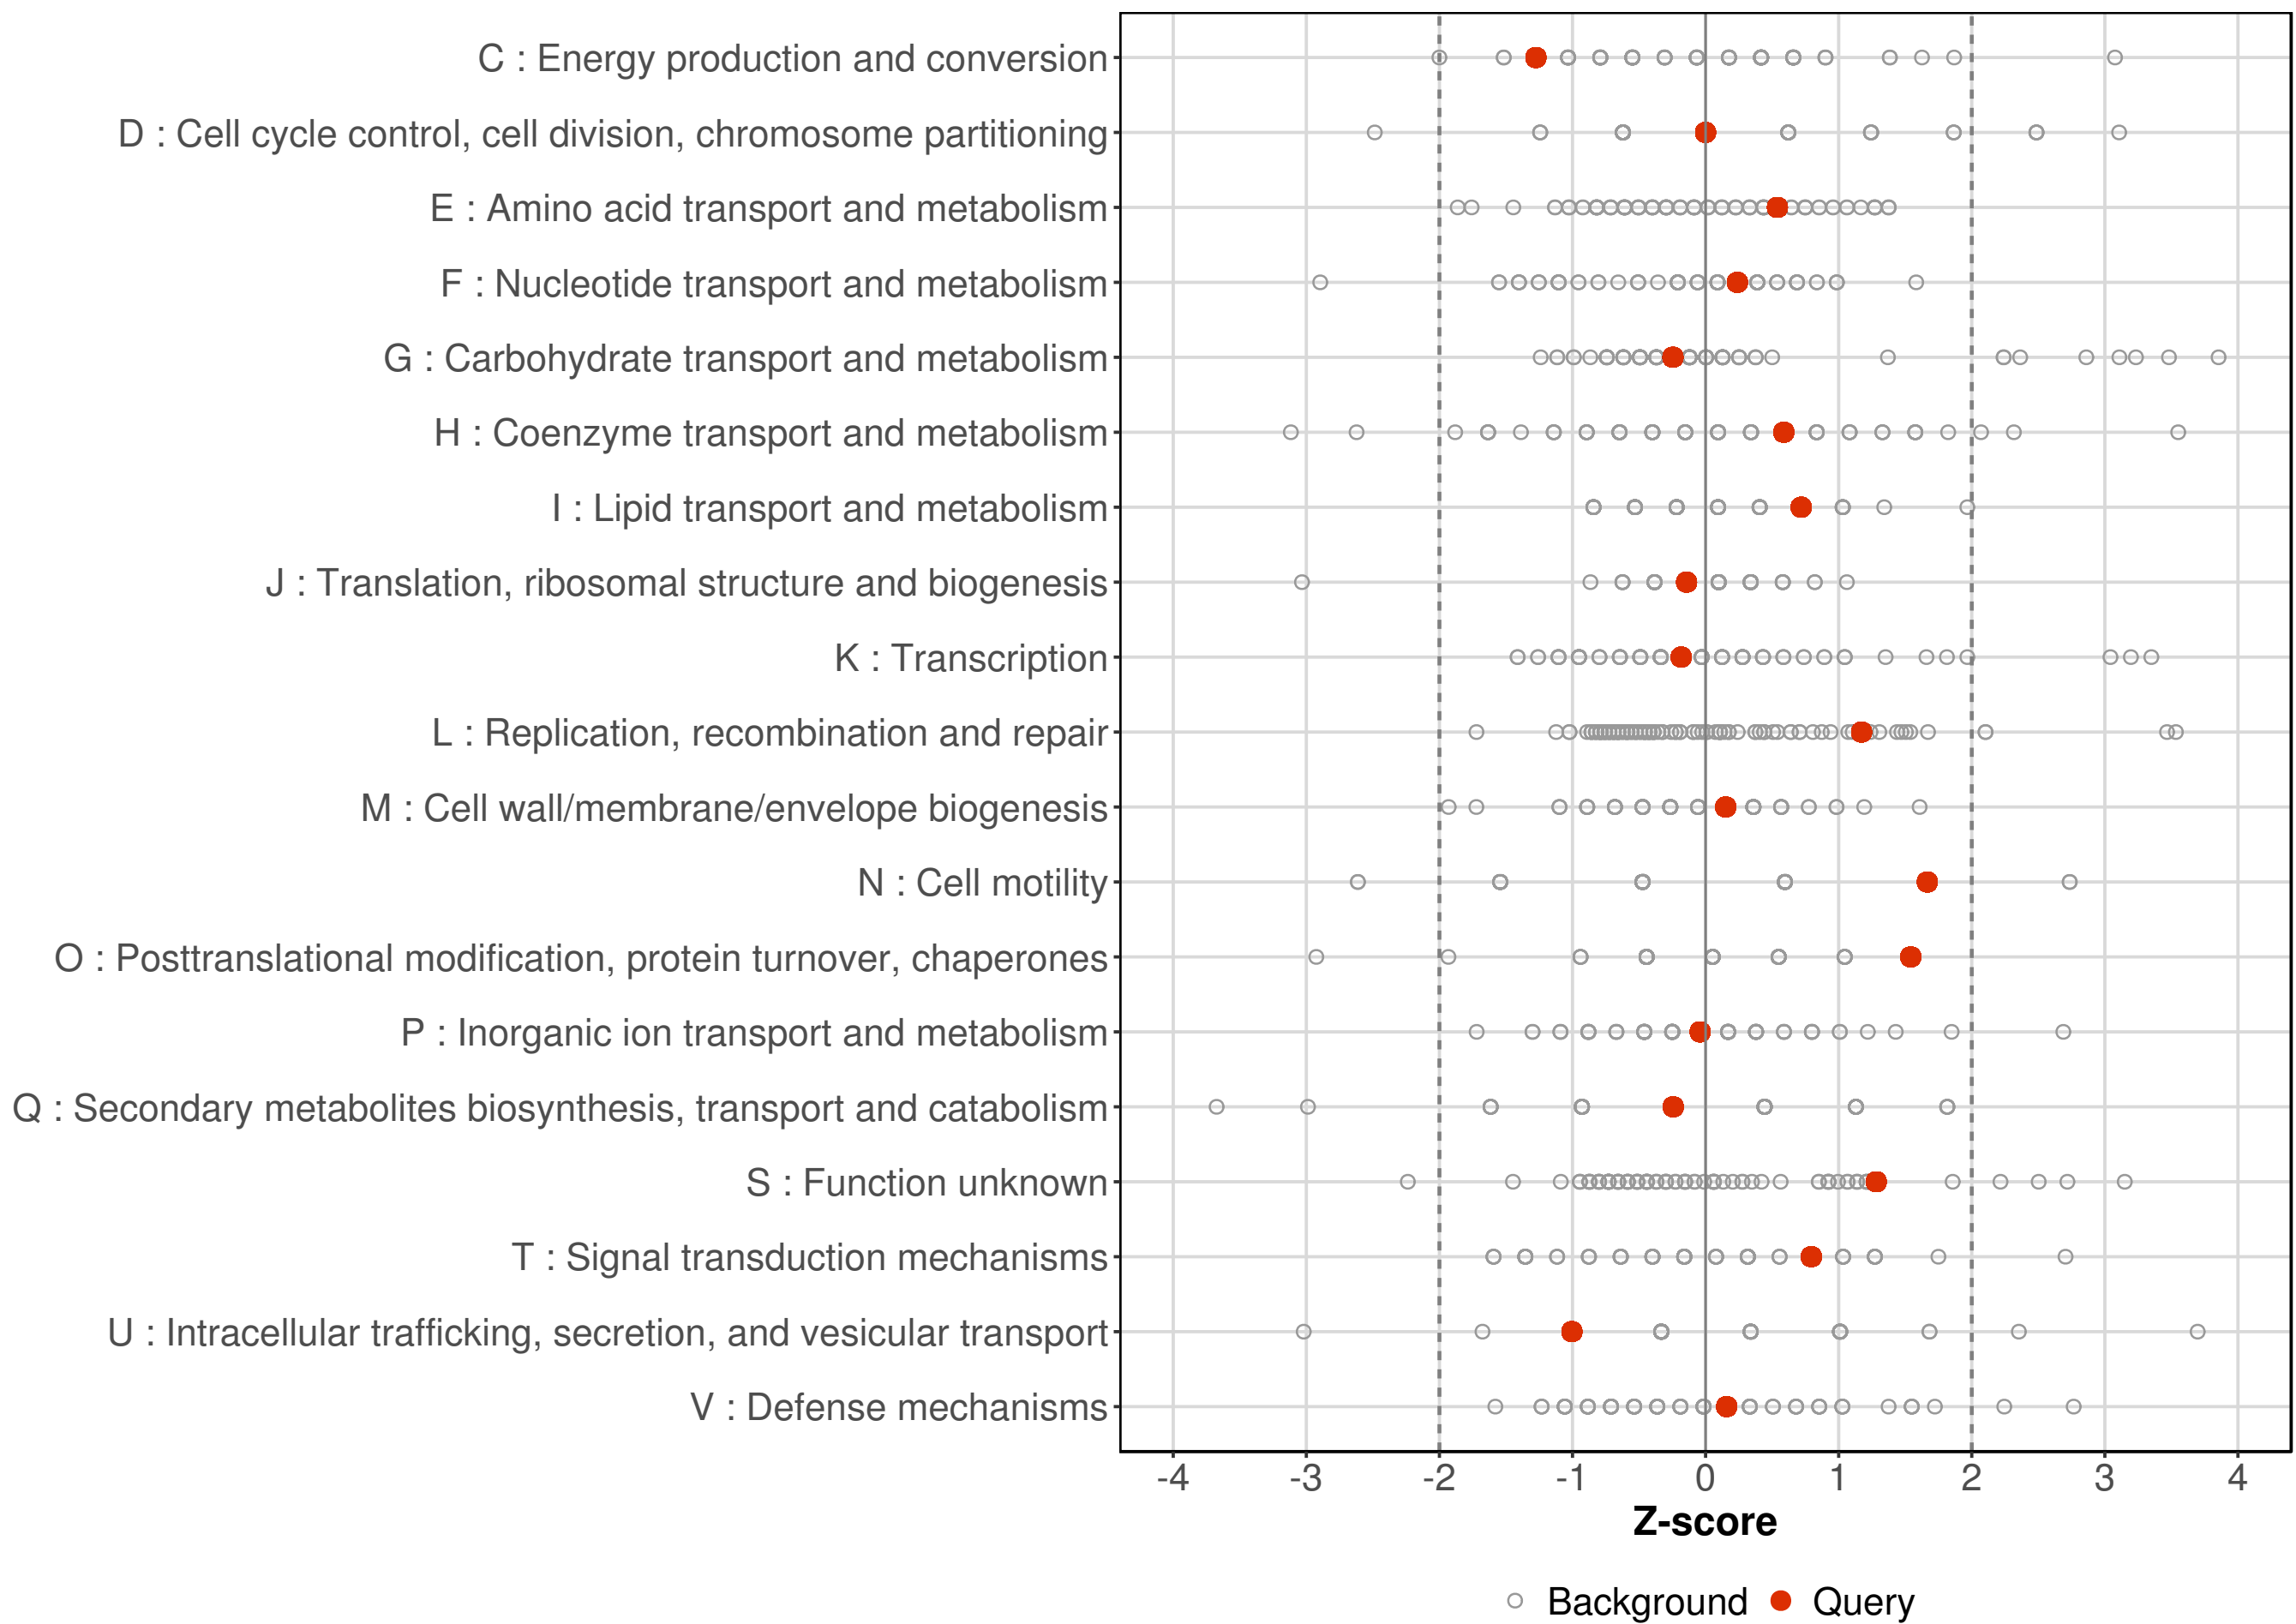 C : Energy production and conversion
D : Cell cycle control, cell division, chromosome partitioning
E : Amino acid transport and metabolism
F : Nucleotide transport and metabolism
G : Carbohydrate transport and metabolism
H : Coenzyme transport and metabolism
I : Lipid transport and metabolism
J : Translation, ribosomal structure and biogenesis
K : Transcription
L : Replication, recombination and repair
M : Cell wall/membrane/envelope biogenesis
N : Cell motility
O : Posttranslational modification, protein turnover, chaperones
P : Inorganic ion transport and metabolism
Q : Secondary metabolites biosynthesis, transport and catabolism
S : Function unknown
T : Signal transduction mechanisms
U : Intracellular trafficking, secretion, and vesicular transport
V : Defense mechanisms
-4 -3 -2 -1 0 1 2 3 4
Z-score
Background Query